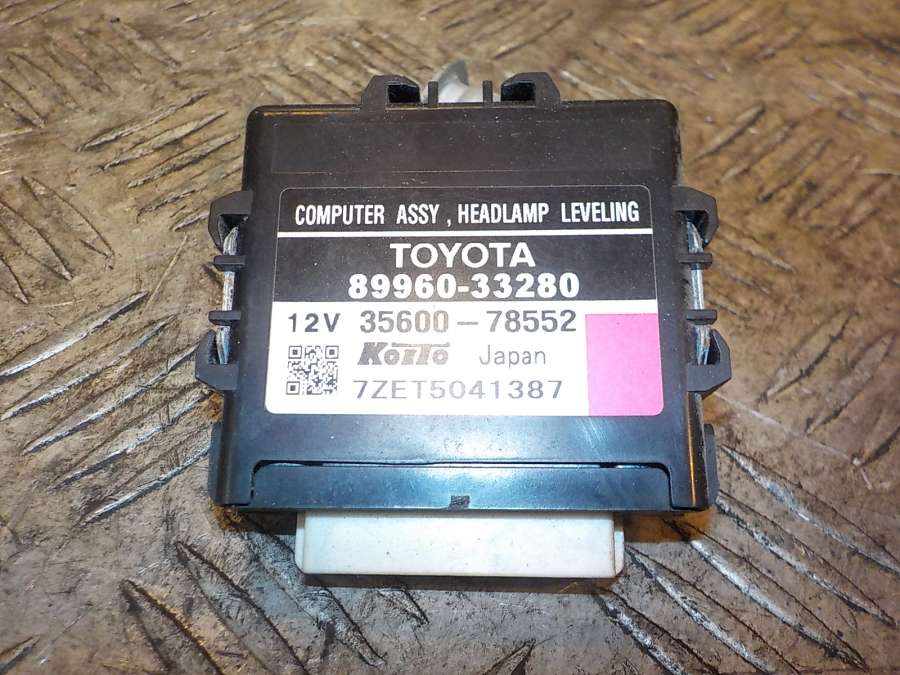 COMPUTER ASSY, HEADLAMP LEVELING
TOYOTA
89960-33280
12V 35600-78552
KOITO Japan
7ZET5041387